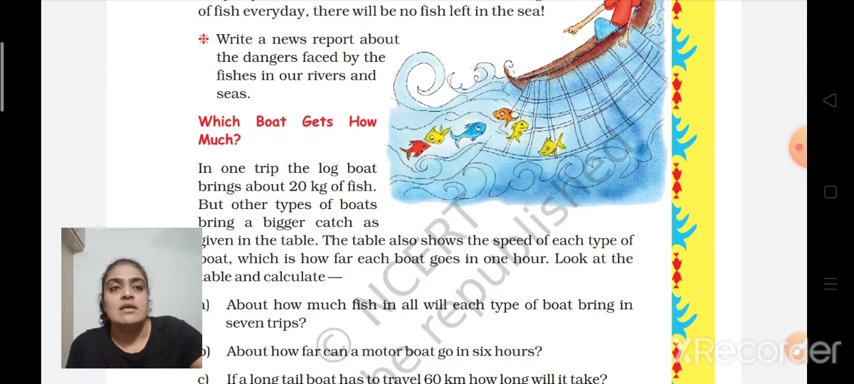 of fish everyday, there will be no fish left in the sea!
❉ Write a news report about
the dangers faced by the
fishes in our rivers and
seas.
Which Boat Gets How
Much?
In one trip the log boat
brings about 20 kg of fish.
But other types of boats
bring a bigger catch as
given in the table. The table also shows the speed of each type of
boat, which is how far each boat goes in one hour. Look at the
table and calculate —
a) About how much fish in all will each type of boat bring in
seven trips?
b) About how far can a motor boat go in six hours?
c) If a long tail boat has to travel 60 km how long will it take?
© NCERT
be republished
XRecorder